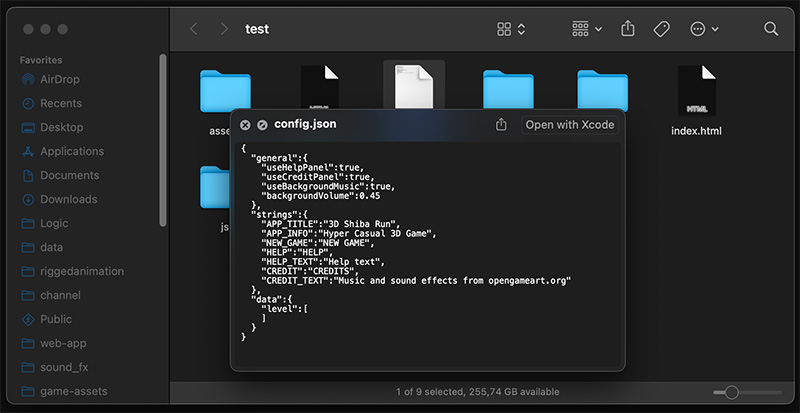 test
Favorites
AirDrop
Recents
Desktop
Applications
Documents
Downloads
Logic
data
riggedanimation
channel
Public
web-app
sound_fx
game-assets
HTML
HTML
index.html
config.json
Open with Xcode
{
"general":{
"useHelpPanel":true,
"useCreditPanel":true,
"useBackgroundMusic":true,
"backgroundVolume":0.45
},
"strings":{
"APP_TITLE":"3D Shiba Run",
"APP_INFO":"Hyper Casual 3D Game",
"NEW_GAME":"NEW GAME",
"HELP":"HELP",
"HELP_TEXT":"Help text",
"CREDIT":"CREDITS",
"CREDIT_TEXT":"Music and sound effects from opengameart.org"
},
"data":{
"level":[
]
}
}
1 of 9 selected, 255,74 GB available